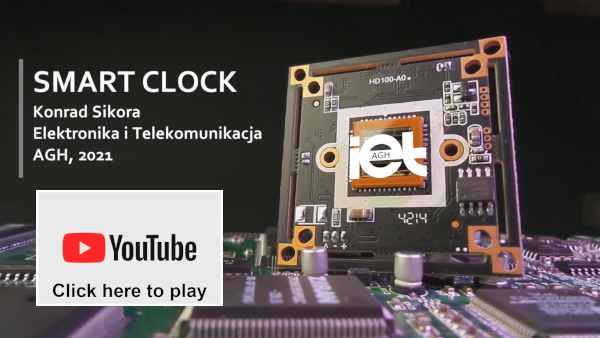 SMART CLOCK
Konrad Sikora
Elektronika i Telekomunikacja
AGH, 2021
HD100-A0
iet
AGH
4214
YouTube
Click here to play